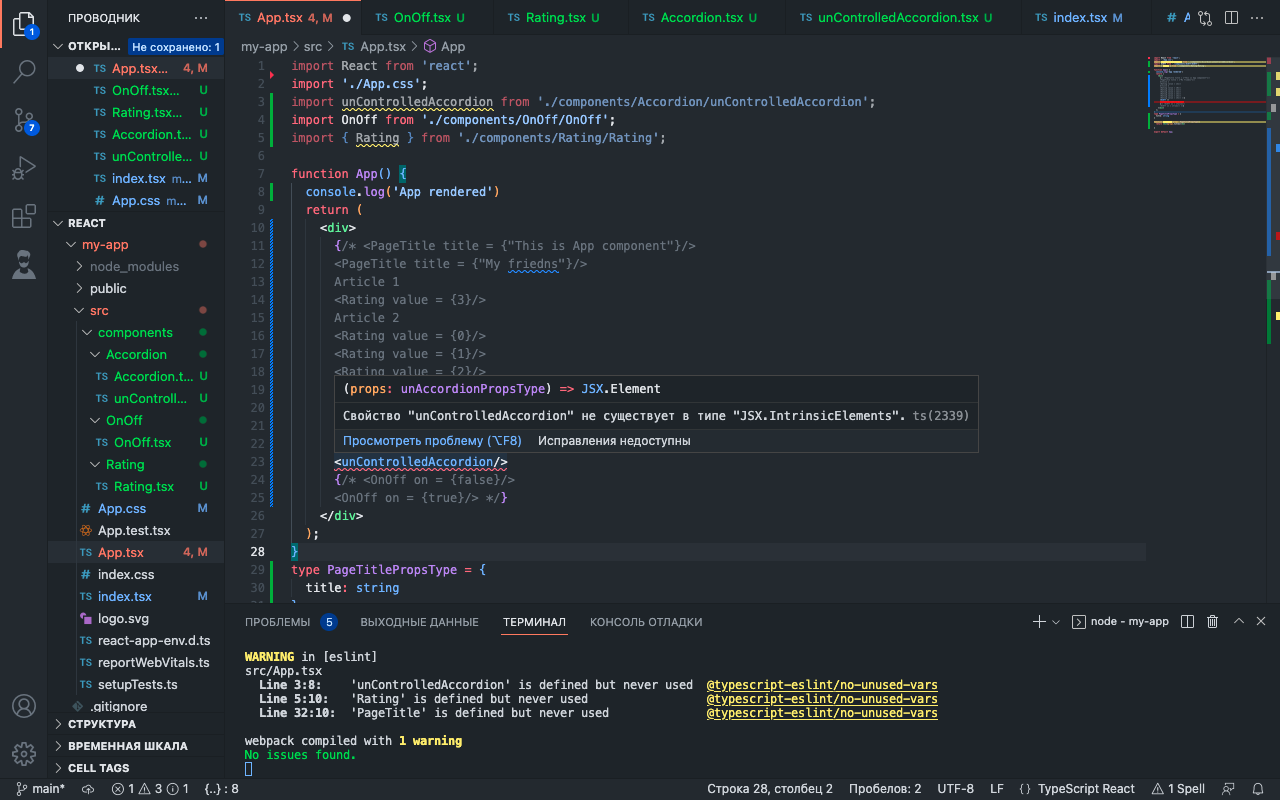 ПРОВОДНИК ···
ОТКРЫ... Не сохранено: 1
TS App.tsx... 4, M
TS OnOff.tsx... U
TS Rating.tsx... U
TS Accordion.t... U
TS unControlle... U
TS index.tsx m... M
# App.css m... M
REACT
my-app
node_modules
public
src
components
Accordion
TS Accordion.t... U
TS unControll... U
OnOff
TS OnOff.tsx U
Rating
TS Rating.tsx U
# App.css M
App.test.tsx
TS App.tsx 4, M
# index.css
TS index.tsx M
logo.svg
TS react-app-env.d.ts
TS reportWebVitals.ts
TS setupTests.ts
.gitignore
СТРУКТУРА
ВРЕМЕННАЯ ШКАЛА
CELL TAGS
1
7
TS App.tsx 4, M TS OnOff.tsx U TS Rating.tsx U TS Accordion.tsx U TS unControlledAccordion.tsx U TS index.tsx M # A ···
my-app > src > TS App.tsx > App
1 import React from 'react';
2 import './App.css';
3 import unControlledAccordion from './components/Accordion/unControlledAccordion';
4 import OnOff from './components/OnOff/OnOff';
5 import { Rating } from './components/Rating/Rating';
6
7 function App() {
8 console.log('App rendered')
9 return (
10 <div>
11 {/* <PageTitle title = {"This is App component"}/>
12 <PageTitle title = {"My friedns"}/>
13 Article 1
14 <Rating value = {3}/>
15 Article 2
16 <Rating value = {0}/>
17 <Rating value = {1}/>
18 <Rating value = {2}/>
19 (props: unAccordionPropsType) => JSX.Element
20
21 Свойство "unControlledAccordion" не существует в типе "JSX.IntrinsicElements". ts(2339)
22 Просмотреть проблему (⌥F8) Исправления недоступны
23 <unControlledAccordion/>
24 {/* <OnOff on = {false}/>
25 <OnOff on = {true}/> */}
26 </div>
27 );
28 }
29 type PageTitlePropsType = {
30 title: string
ПРОБЛЕМЫ 5 ВЫХОДНЫЕ ДАННЫЕ ТЕРМИНАЛ КОНСОЛЬ ОТЛАДКИ node - my-app
WARNING in [eslint]
src/App.tsx
Line 3:8: 'unControlledAccordion' is defined but never used @typescript-eslint/no-unused-vars
Line 5:10: 'Rating' is defined but never used @typescript-eslint/no-unused-vars
Line 32:10: 'PageTitle' is defined but never used @typescript-eslint/no-unused-vars
webpack compiled with 1 warning
No issues found.
main* 1 3 1 {..} : 8 Строка 28, столбец 2 Пробелов: 2 UTF-8 LF {} TypeScript React 1 Spell